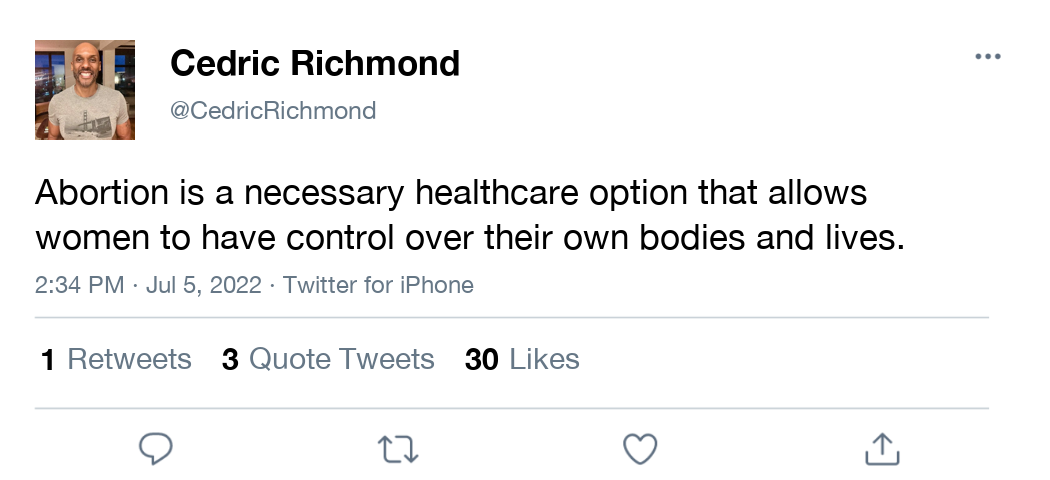 Cedric Richmond
@CedricRichmond
Abortion is a necessary healthcare option that allows
women to have control over their own bodies and lives.
2:34 PM · Jul 5, 2022 · Twitter for iPhone
1 Retweets 3 Quote Tweets 30 Likes